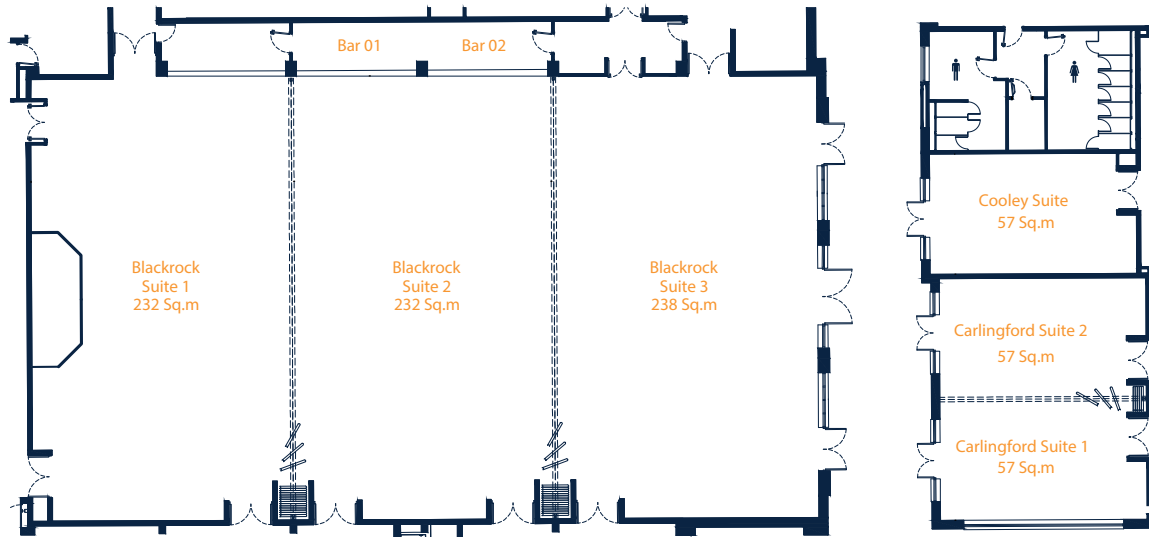 Bar 01
Bar 02
Blackrock
Suite 1
232 Sq.m
Blackrock
Suite 2
232 Sq.m
Blackrock
Suite 3
238 Sq.m
Cooley Suite
57 Sq.m
Carlingford Suite 2
57 Sq.m
Carlingford Suite 1
57 Sq.m